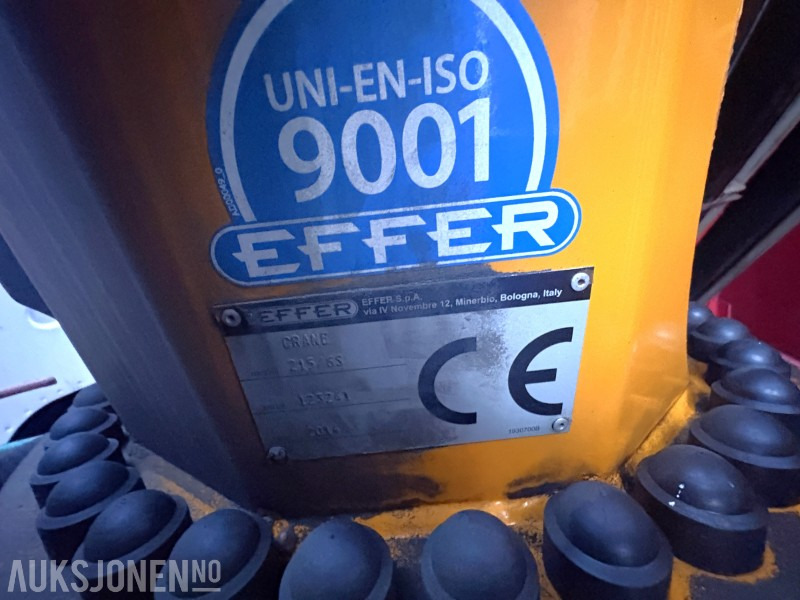 UNI-EN-ISO
9001
EFFER
EFFER EFFER S.p.A.
via IV Novembre 12, Minerbio, Bologna, Italy
CRANE
215/6S
CE
2014
AUKSJONEN.NO